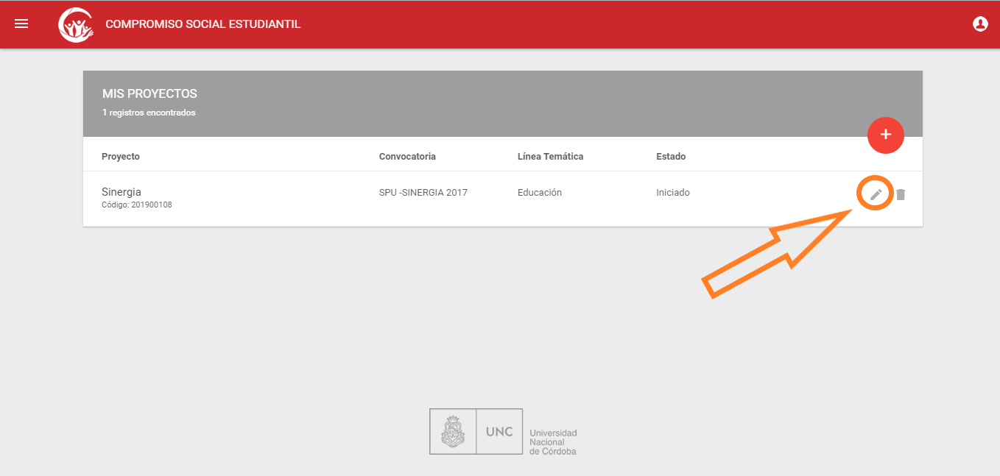 COMPROMISO SOCIAL ESTUDIANTIL
MIS PROYECTOS
1 registros encontrados
+
Proyecto Convocatoria Línea Temática Estado
Sinergia SPU -SINERGIA 2017 Educación Iniciado
Código: 201900108
UNC
Universidad
Nacional
de Córdoba